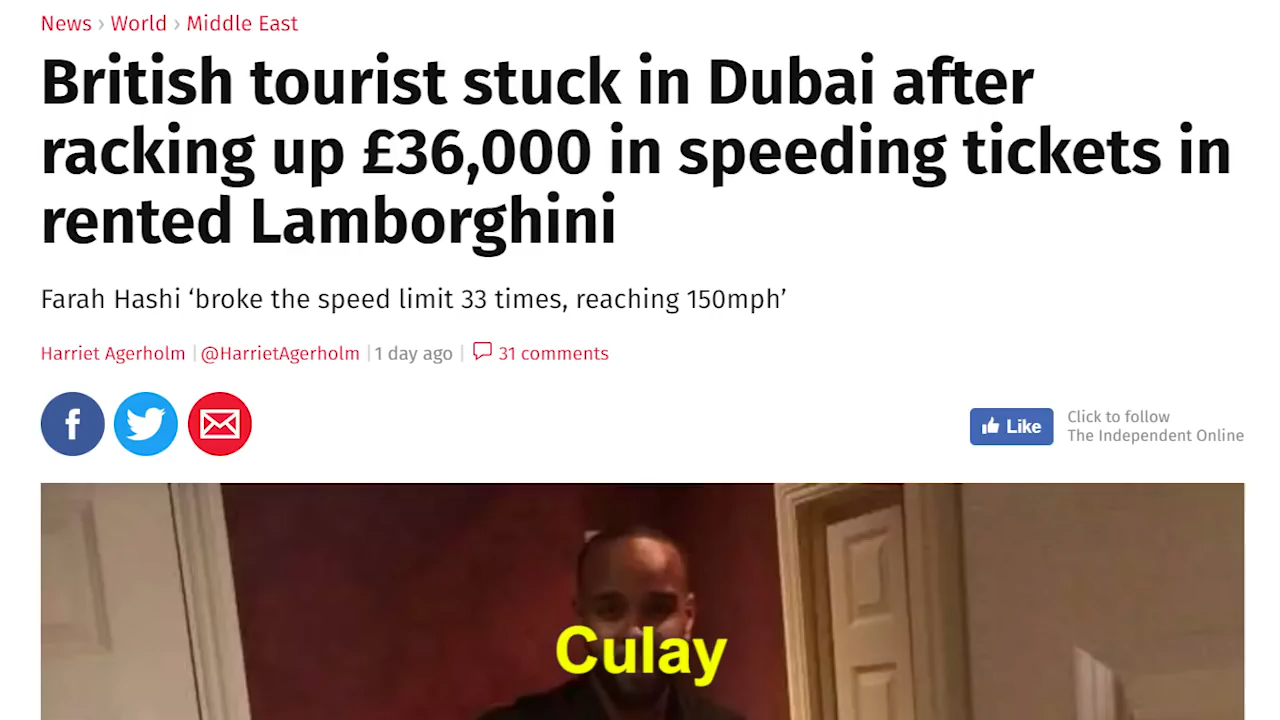 News › World › Middle East
British tourist stuck in Dubai after
racking up £36,000 in speeding tickets in
rented Lamborghini
Farah Hashi ‘broke the speed limit 33 times, reaching 150mph’
Harriet Agerholm | @HarrietAgerholm | 1 day ago | 31 comments
Like
Click to follow
The Independent Online
Culay